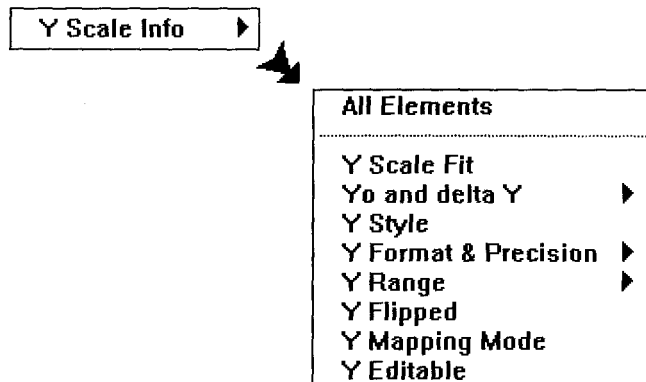 Y Scale Info
All Elements
Y Scale Fit
Yo and delta Y
Y Style
Y Format & Precision
Y Range
Y Flipped
Y Mapping Mode
Y Editable